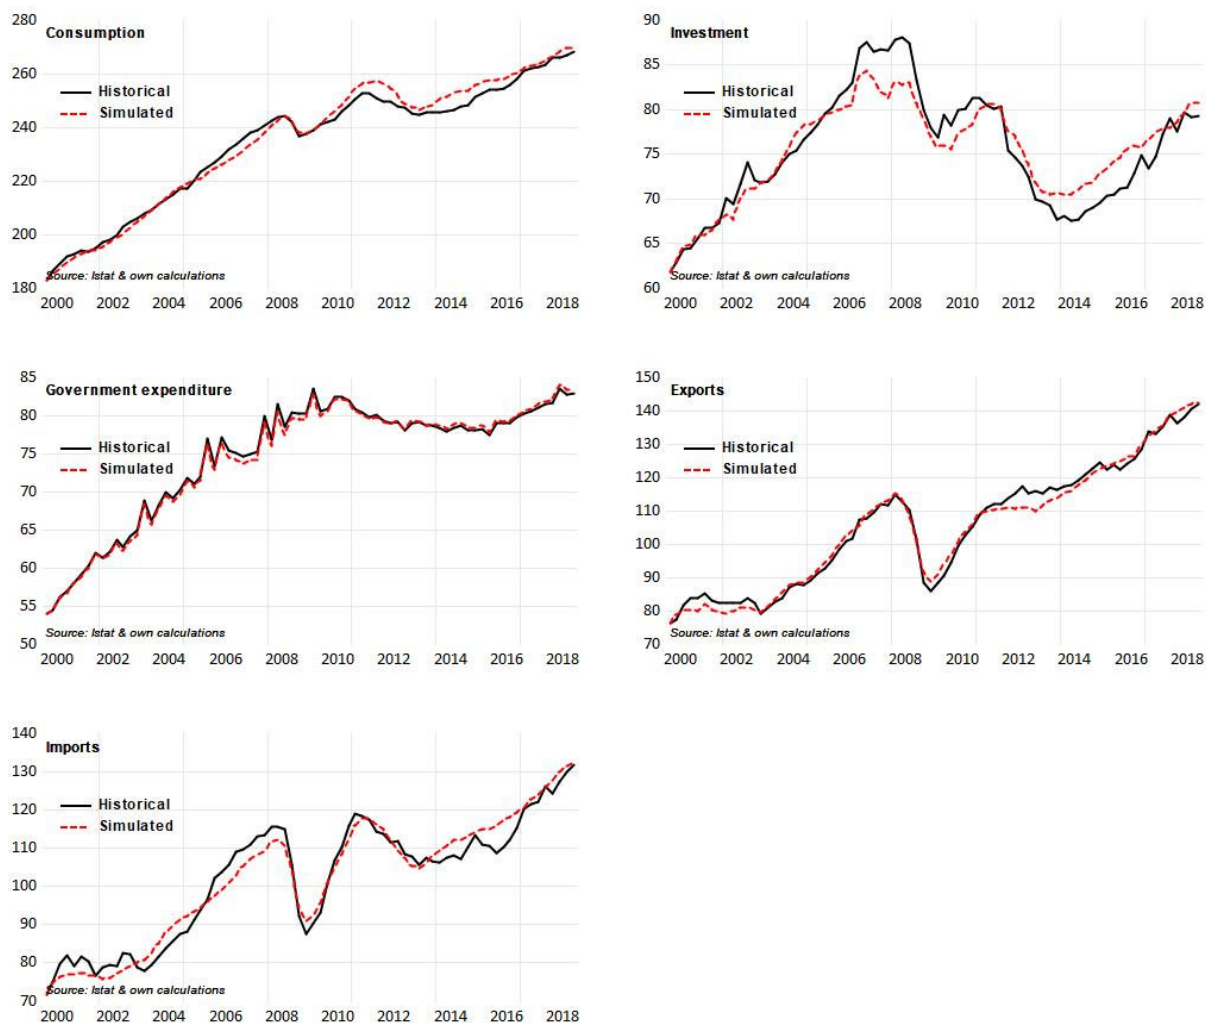 Consumption
280
260
240
220
200
180
Historical
Simulated
Source: Istat & own calculations
2000 2002 2004 2006 2008 2010 2012 2014 2016 2018
Investment
90
85
80
75
70
65
60
Historical
Simulated
Source: Istat & own calculations
2000 2002 2004 2006 2008 2010 2012 2014 2016 2018
Government expenditure
85
80
75
70
65
60
55
50
Historical
Simulated
Source: Istat & own calculations
2000 2002 2004 2006 2008 2010 2012 2014 2016 2018
Exports
150
140
130
120
110
100
90
80
70
Historical
Simulated
Source: Istat & own calculations
2000 2002 2004 2006 2008 2010 2012 2014 2016 2018
Imports
140
130
120
110
100
90
80
70
Historical
Simulated
Source: Istat & own calculations
2000 2002 2004 2006 2008 2010 2012 2014 2016 2018